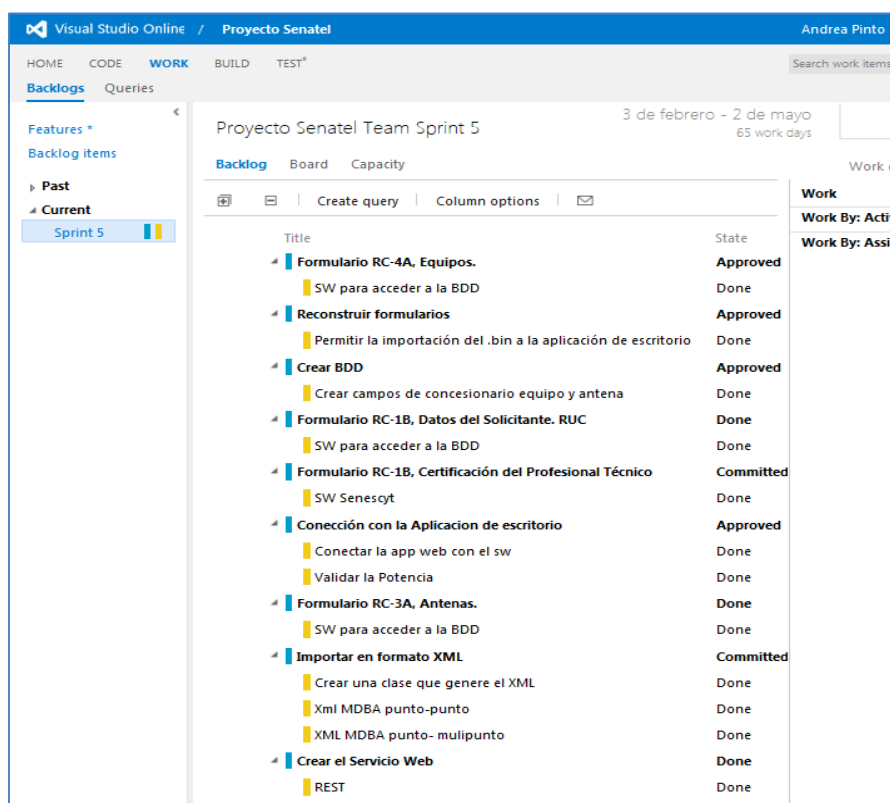 Visual Studio Online / Proyecto Senatel Andrea Pinto
HOME CODE WORK BUILD TEST* Search work items
Backlogs Queries
Features *
Backlog items
Past
Current
Sprint 5
Proyecto Senatel Team Sprint 5
3 de febrero - 2 de mayo
65 work days
Backlog Board Capacity
Work
Create query Column options
Work
Work By:
Work By:
Title State
Formulario RC-4A, Equipos. Approved
SW para acceder a la BDD Done
Reconstruir formularios Approved
Permitir la importación del .bin a la aplicación de escritorio Done
Crear BDD Approved
Crear campos de concesionario equipo y antena Done
Formulario RC-1B, Datos del Solicitante. RUC Done
SW para acceder a la BDD Done
Formulario RC-1B, Certificación del Profesional Técnico Committed
SW Senescyt Done
Conección con la Aplicacion de escritorio Approved
Conectar la app web con el sw Done
Validar la Potencia Done
Formulario RC-3A, Antenas. Done
SW para acceder a la BDD Done
Importar en formato XML Committed
Crear una clase que genere el XML Done
Xml MDBA punto-punto Done
XML MDBA punto- mulipunto Done
Crear el Servicio Web Done
REST Done